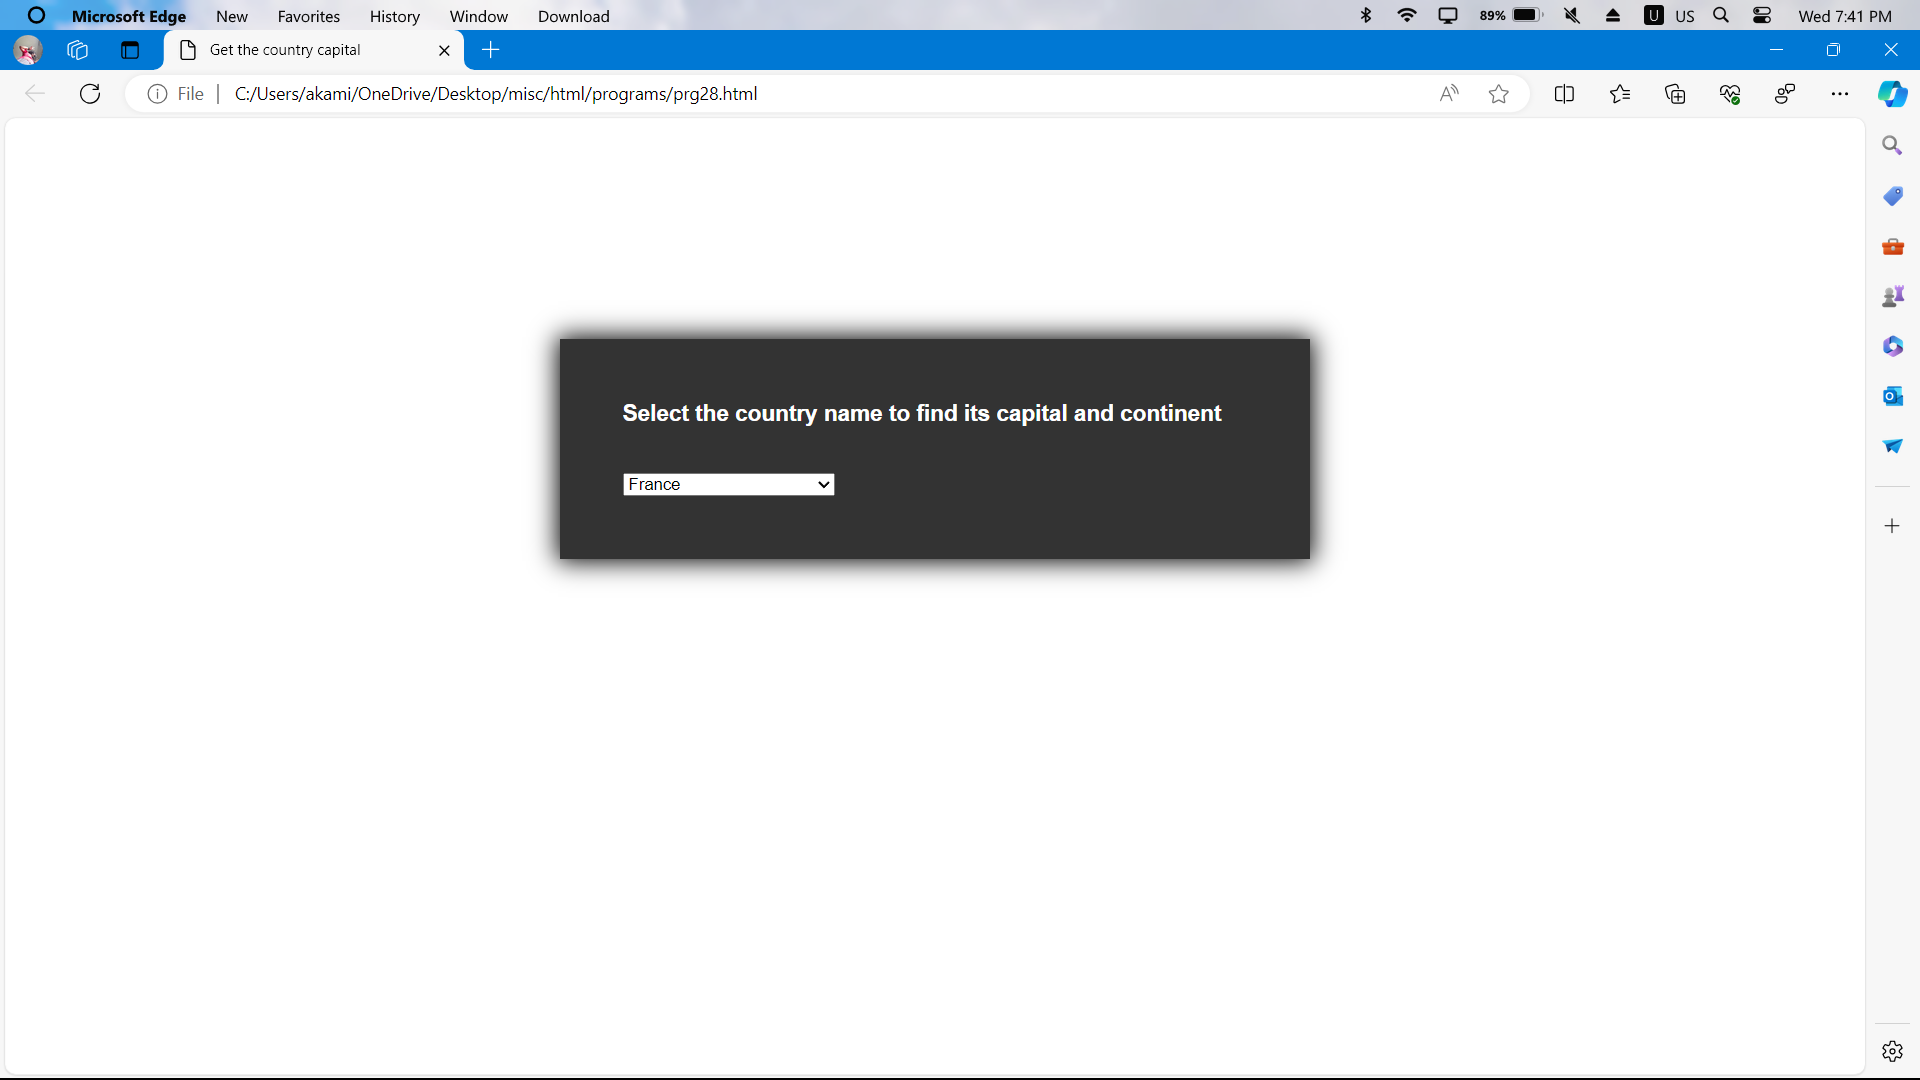 Microsoft Edge New Favorites History Window Download 89% U US Wed 7:41 PM
Get the country capital
File C:/Users/akami/OneDrive/Desktop/misc/html/programs/prg28.html
Select the country name to find its capital and continent
France